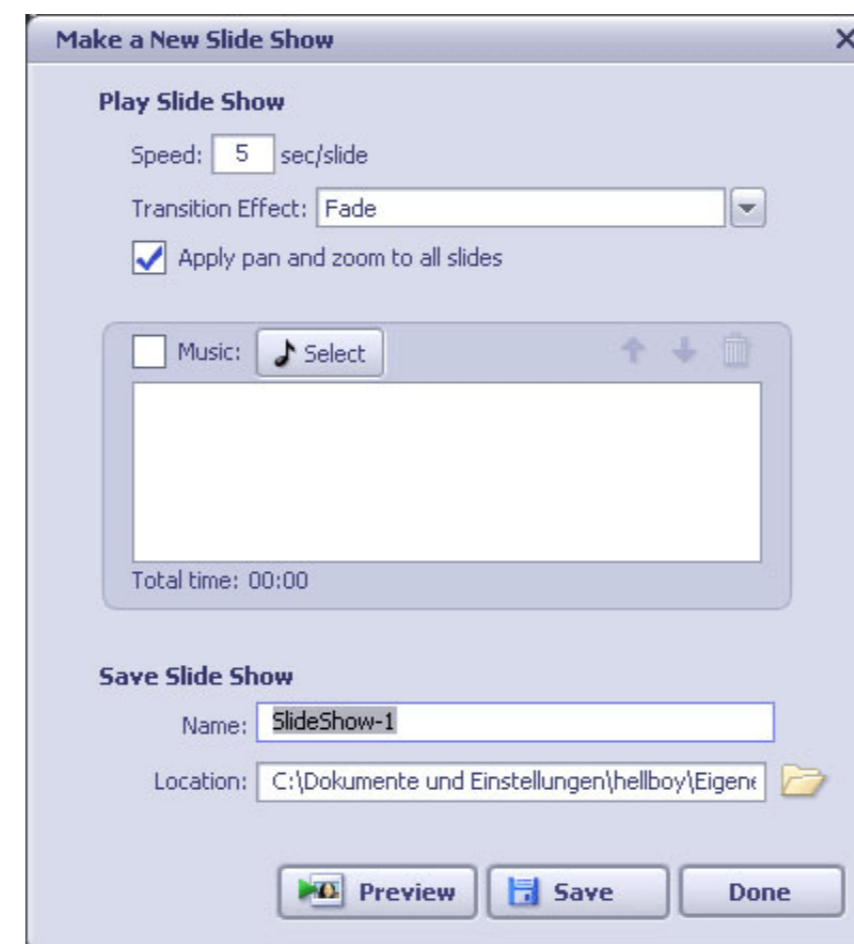 Make a New Slide Show
Play Slide Show
Speed: 5 sec/slide
Transition Effect: Fade
Apply pan and zoom to all slides
Music: Select
Total time: 00:00
Save Slide Show
Name: SlideShow-1
Location: C:\Dokumente und Einstellungen\hellboy\Eigene
Preview Save Done